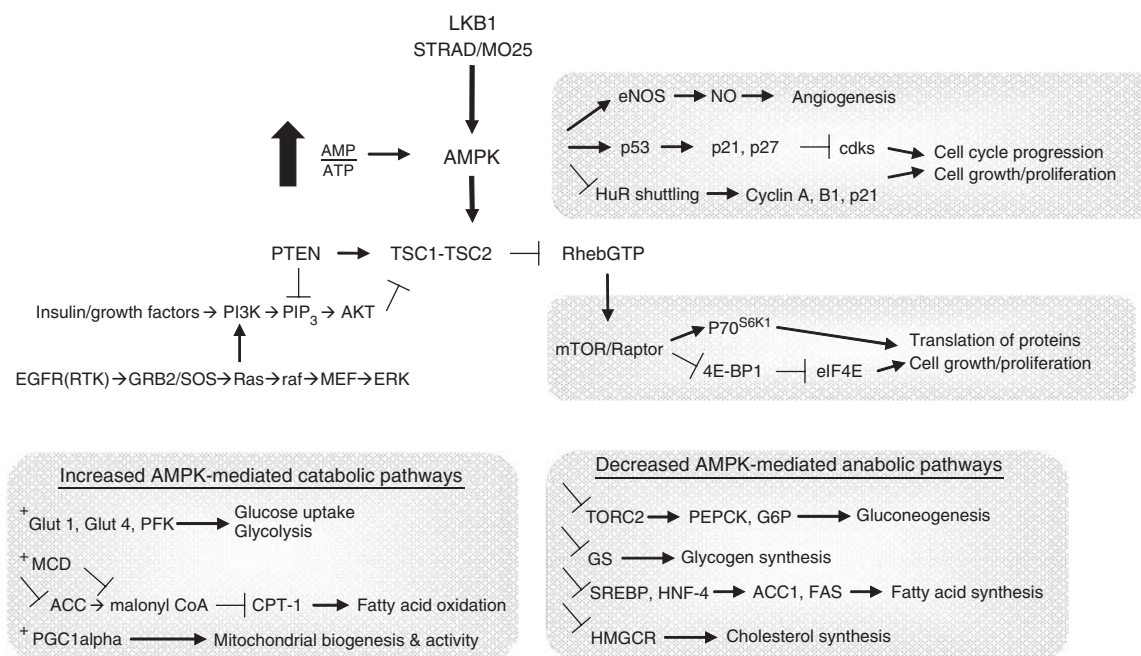 LKB1
STRAD/MO25
AMP
ATP
AMPK
eNOS NO Angiogenesis
p53 p21, p27 cdks
Cell cycle progression
Cell growth/proliferation
HuR shuttling Cyclin A, B1, p21
PTEN TSC1-TSC2 RhebGTP
Insulin/growth factors → PI3K → PIP3 → AKT
EGFR(RTK)→GRB2/SOS→Ras→raf→MEF→ERK
mTOR/Raptor
P70S6K1
4E-BP1 eIF4E
Translation of proteins
Cell growth/proliferation
Increased AMPK-mediated catabolic pathways
+Glut 1, Glut 4, PFK
Glucose uptake
Glycolysis
+MCD
ACC → malonyl CoA CPT-1 Fatty acid oxidation
+PGC1alpha Mitochondrial biogenesis & activity
Decreased AMPK-mediated anabolic pathways
TORC2 PEPCK, G6P Gluconeogenesis
GS Glycogen synthesis
SREBP, HNF-4 ACC1, FAS Fatty acid synthesis
HMGCR Cholesterol synthesis